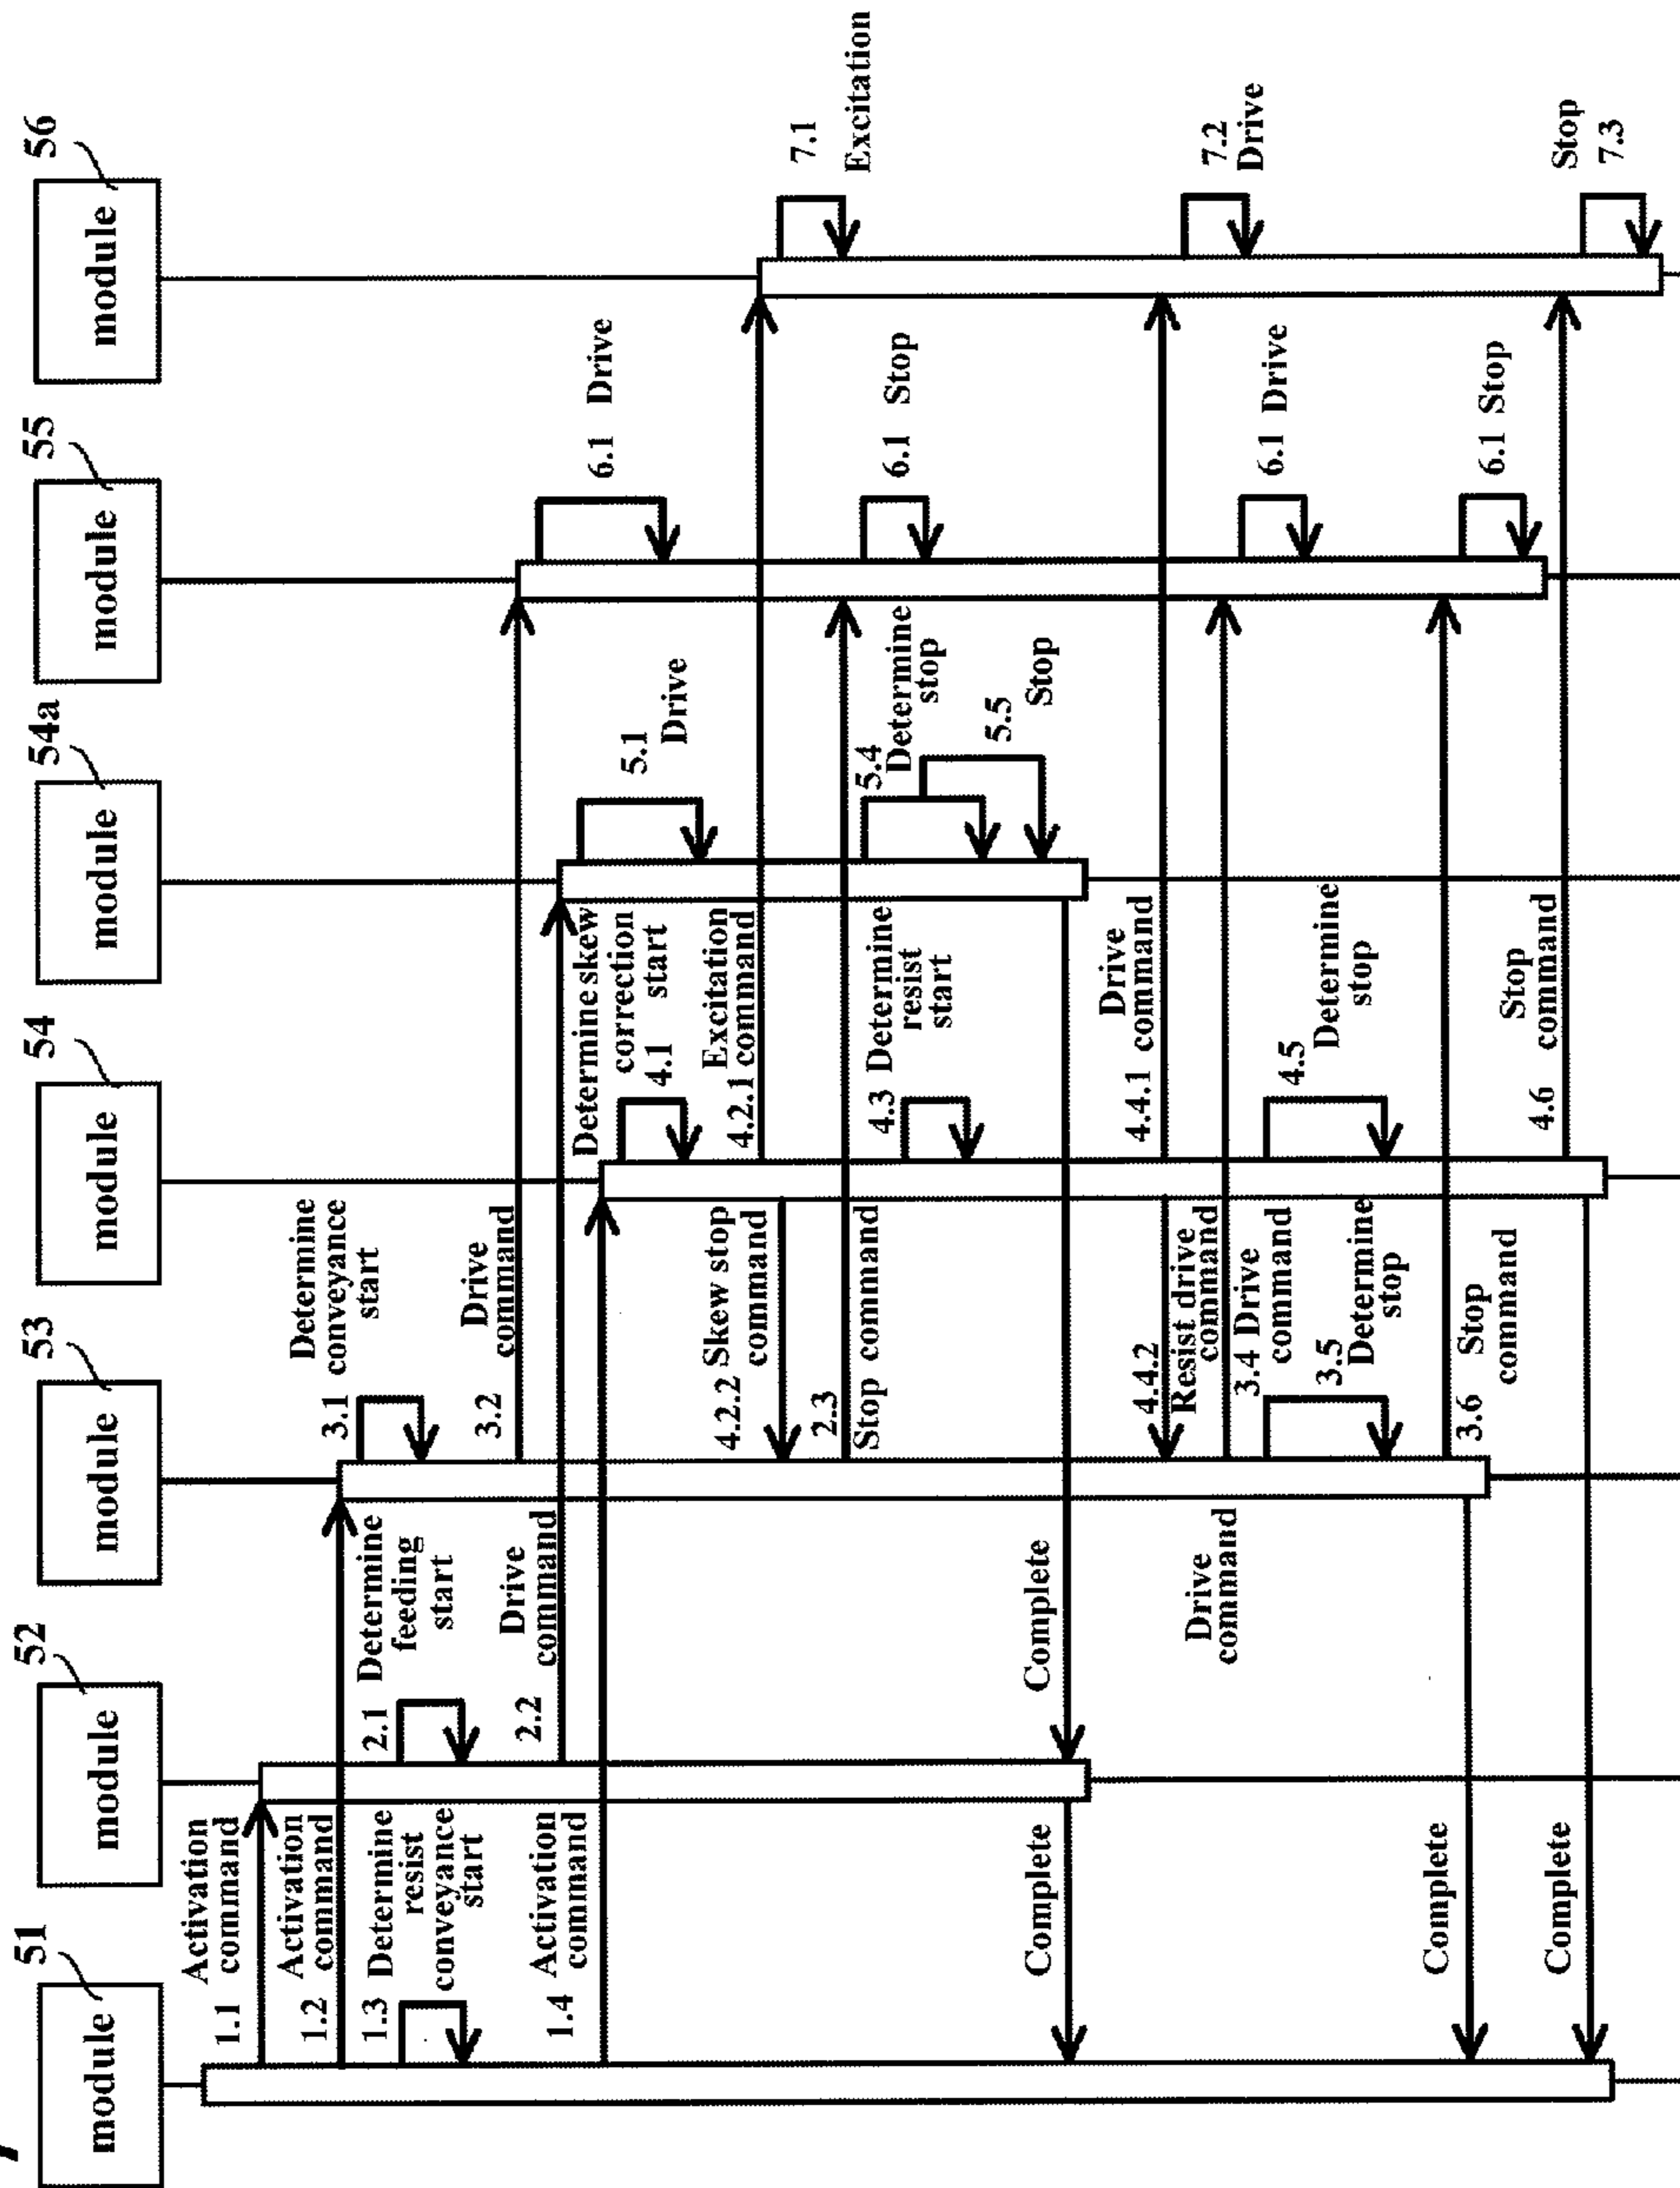 51
module
52
module
53
module
54
module
54a
module
55
module
56
module
1.1
Activation
command
1.2
Activation
command
1.3 Determine
resist
conveyance
start
1.4
Activation
command
2.1 Determine
feeding
start
2.2
Drive
command
3.1
Determine
conveyance
start
3.2
Drive
command
Determine skew
correction
4.1 start
Excitation
4.2.1 command
4.2.2 Skew stop
command
2.3
Stop command
4.3 Determine
resist
start
5.1
Drive
5.4
Determine
stop
5.5
Stop
6.1 Drive
6.1 Stop
7.1
Excitation
Complete
Complete
Drive
4.4.1 command
4.4.2
Resist drive
command
3.4 Drive
command
Drive
command
3.5
Determine
stop
4.5
Determine
stop
3.6 Stop
command
4.6
Stop
command
6.1 Drive
6.1 Stop
7.2
Drive
Stop
7.3
Complete
Complete